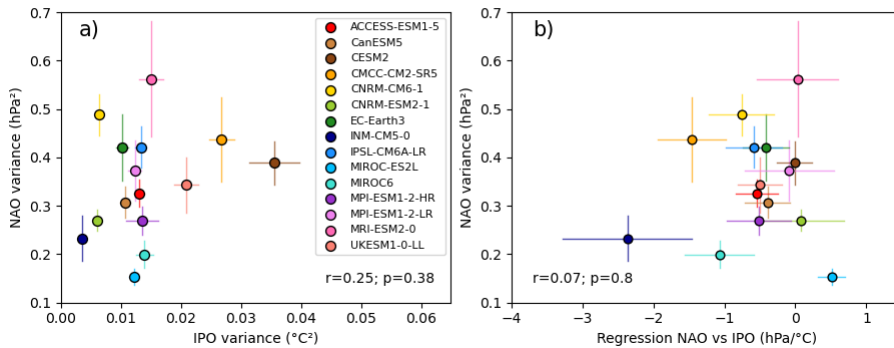 a)
NAO variance (hPa²)
0.7
0.6
0.5
0.4
0.3
0.2
0.1
ACCESS-ESM1-5
CanESM5
CESM2
CMCC-CM2-SR5
CNRM-CM6-1
CNRM-ESM2-1
EC-Earth3
INM-CM5-0
IPSL-CM6A-LR
MIROC-ES2L
MIROC6
MPI-ESM1-2-HR
MPI-ESM1-2-LR
MRI-ESM2-0
UKESM1-0-LL
r=0.25; p=0.38
0.00 0.01 0.02 0.03 0.04 0.05 0.06
IPO variance (°C²)
b)
NAO variance (hPa²)
0.7
0.6
0.5
0.4
0.3
0.2
0.1
r=0.07; p=0.8
−4 −3 −2 −1 0 1
Regression NAO vs IPO (hPa/°C)